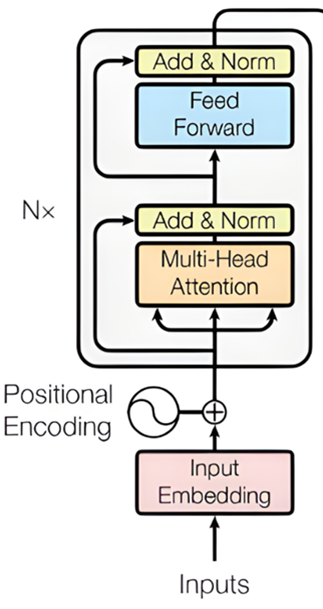 Add & Norm
Feed
Forward
N×
Add & Norm
Multi-Head
Attention
Positional
Encoding
Input
Embedding
Inputs